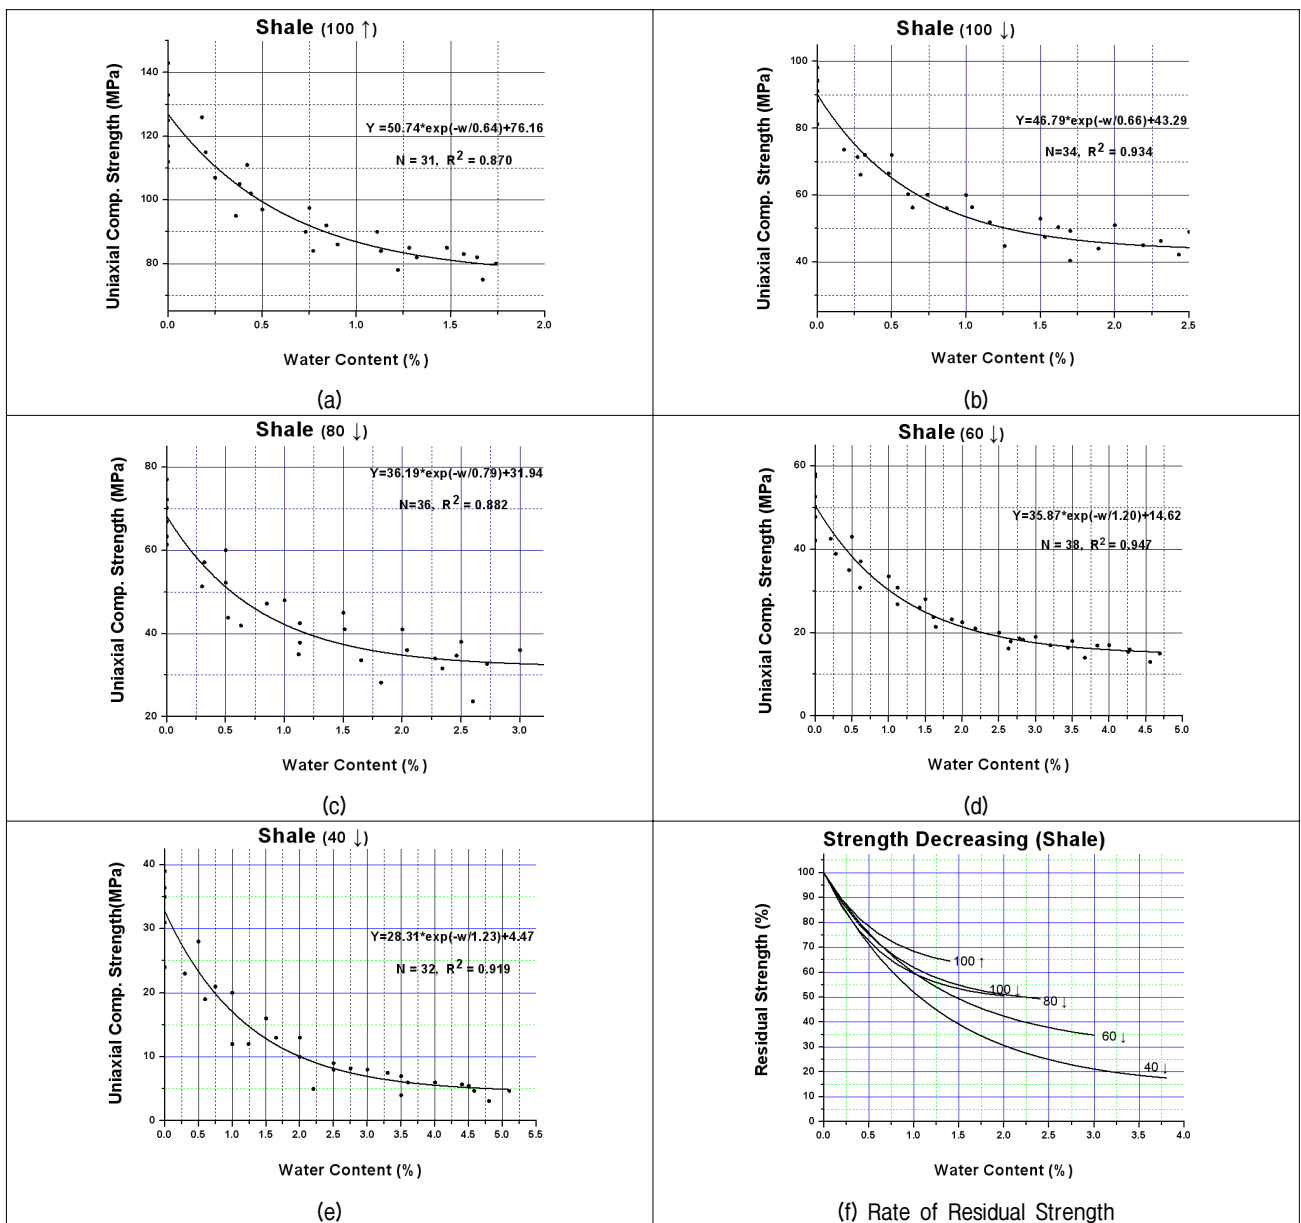 Shale (100 ↑)
Uniaxial Comp. Strength (MPa)
140
120
100
80
Y =50.74*exp(-w/0.64)+76.16
N = 31, R² = 0.870
0.0 0.5 1.0 1.5 2.0
Water Content (%)
(a)
Shale (100 ↓)
Uniaxial Comp. Strength (MPa)
100
80
60
40
Y=46.79*exp(-w/0.66)+43.29
N=34, R² = 0.934
0.0 0.5 1.0 1.5 2.0 2.5
Water Content (%)
(b)
Shale (80 ↓)
Uniaxial Comp. Strength (MPa)
80
60
40
20
Y=36.19*exp(-w/0.79)+31.94
N=36, R² = 0.882
0.0 0.5 1.0 1.5 2.0 2.5 3.0
Water Content (%)
(c)
Shale (60 ↓)
Uniaxial Comp. Strength (MPa)
60
40
20
0
Y=35.87*exp(-w/1.20)+14.62
N = 38, R² = 0.947
0.0 0.5 1.0 1.5 2.0 2.5 3.0 3.5 4.0 4.5 5.0
Water Content (%)
(d)
Shale (40 ↓)
Uniaxial Comp. Strength(MPa)
40
30
20
10
0
Y=28.31*exp(-w/1.23)+4.47
N = 32, R² = 0.919
0.0 0.5 1.0 1.5 2.0 2.5 3.0 3.5 4.0 4.5 5.0 5.5
Water Content (%)
(e)
Strength Decreasing (Shale)
Residual Strength (%)
100
90
80
70
60
50
40
30
20
10
0
100 ↑
100 ↓
80 ↓
60 ↓
40 ↓
0.0 0.5 1.0 1.5 2.0 2.5 3.0 3.5 4.0
Water Content (%)
(f) Rate of Residual Strength